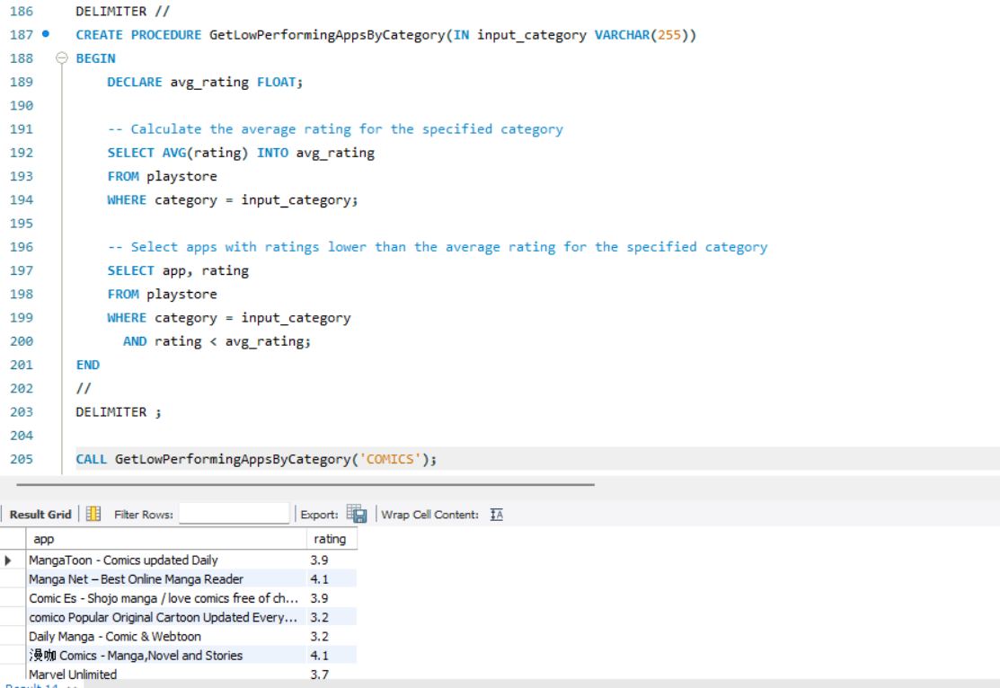 186 DELIMITER //
187 CREATE PROCEDURE GetLowPerformingAppsByCategory(IN input_category VARCHAR(255))
188 BEGIN
189 DECLARE avg_rating FLOAT;
190
191 -- Calculate the average rating for the specified category
192 SELECT AVG(rating) INTO avg_rating
193 FROM playstore
194 WHERE category = input_category;
195
196 -- Select apps with ratings lower than the average rating for the specified category
197 SELECT app, rating
198 FROM playstore
199 WHERE category = input_category
200 AND rating < avg_rating;
201 END
202 //
203 DELIMITER ;
204
205 CALL GetLowPerformingAppsByCategory('COMICS');
Result Grid Filter Rows: Export: Wrap Cell Content:
app rating
MangaToon - Comics updated Daily 3.9
Manga Net – Best Online Manga Reader 4.1
Comic Es - Shojo manga / love comics free of ch... 3.9
comico Popular Original Cartoon Updated Every... 3.2
Daily Manga - Comic & Webtoon 3.2
漫咖 Comics - Manga,Novel and Stories 4.1
Marvel Unlimited 3.7